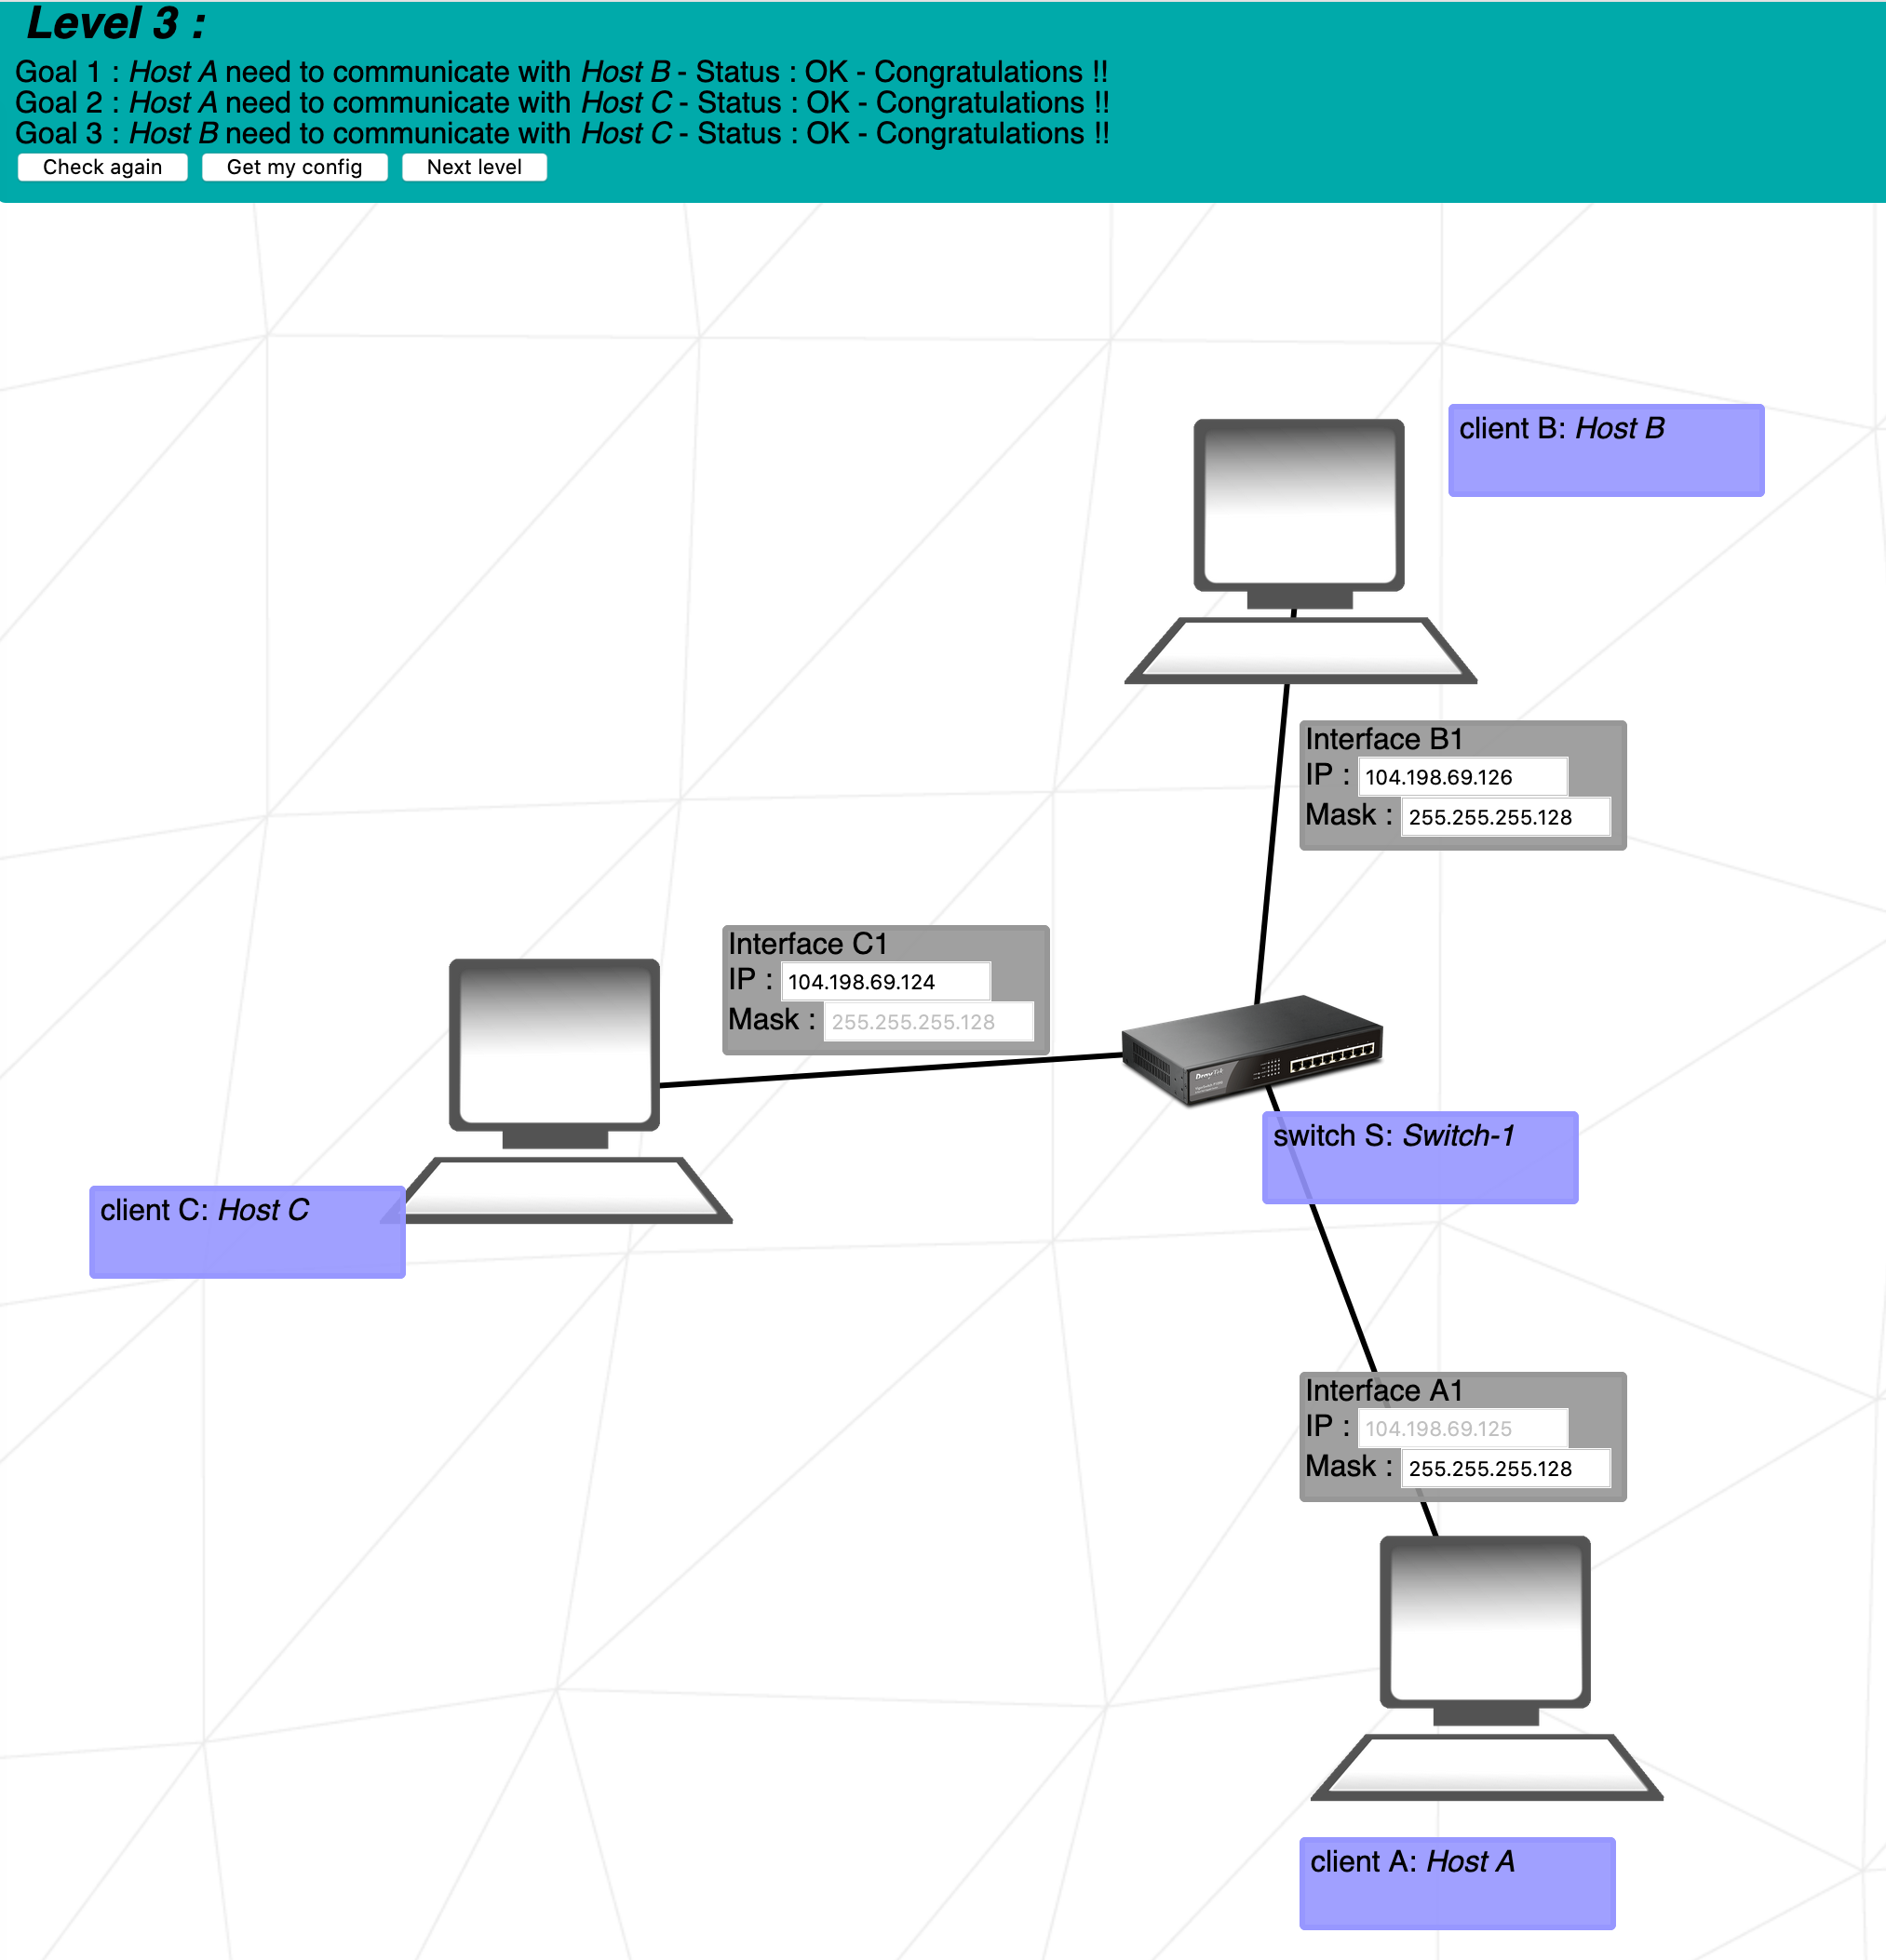 Level 3 :
Goal 1 : Host A need to communicate with Host B - Status : OK - Congratulations !!
Goal 2 : Host A need to communicate with Host C - Status : OK - Congratulations !!
Goal 3 : Host B need to communicate with Host C - Status : OK - Congratulations !!
Check again Get my config Next level
client B: Host B
Interface B1
IP : 104.198.69.126
Mask : 255.255.255.128
Interface C1
IP : 104.198.69.124
Mask : 255.255.255.128
switch S: Switch-1
client C: Host C
Interface A1
IP : 104.198.69.125
Mask : 255.255.255.128
client A: Host A